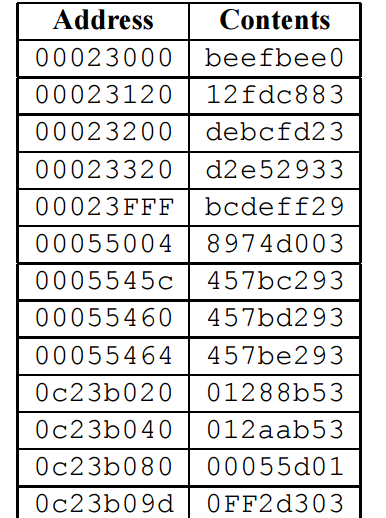 Address Contents
00023000 beefbee0
00023120 12fdc883
00023200 debcfd23
00023320 d2e52933
00023FFF bcdeff29
00055004 8974d003
0005545c 457bc293
00055460 457bd293
00055464 457be293
0c23b020 01288b53
0c23b040 012aab53
0c23b080 00055d01
0c23b09d 0FF2d303